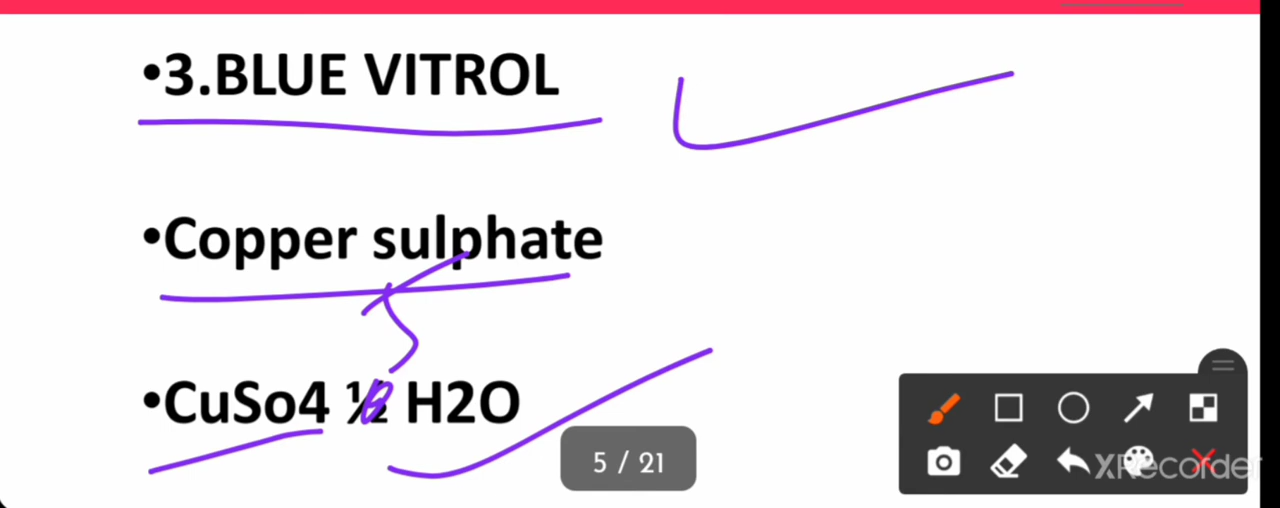 •3.BLUE VITROL
•Copper sulphate
•CuSo4 ½ H2O
5 / 21
XRecorder